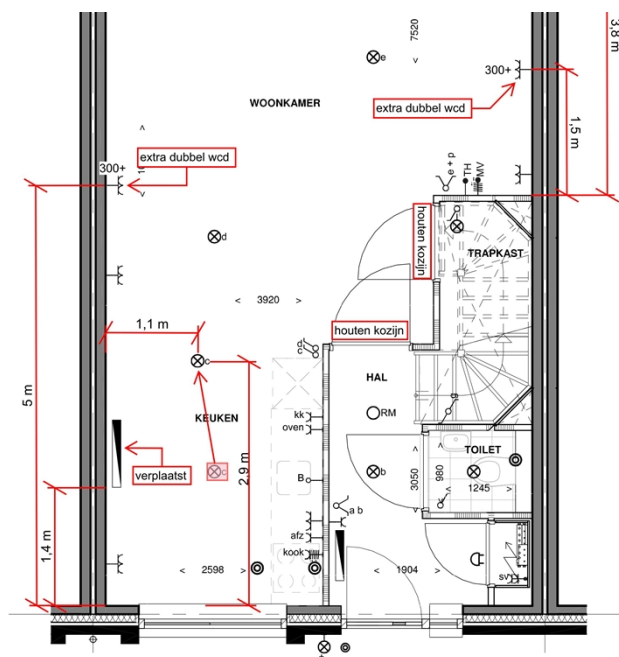 7520
3,8 m
e
300+
WOONKAMER
extra dubbel wcd
1,5 m
extra dubbel wcd
300+
e + p
TH
MV
houten kozijn
TRAPKAST
d
3920
1,1 m
houten kozijn
d
c
c
HAL
5 m
KEUKEN
kk
RM
oven
TOILET
verplaatst
c
2,9 m
B
b
3050
980
1245
1,4 m
a b
afz
kook
2598
1904
sv